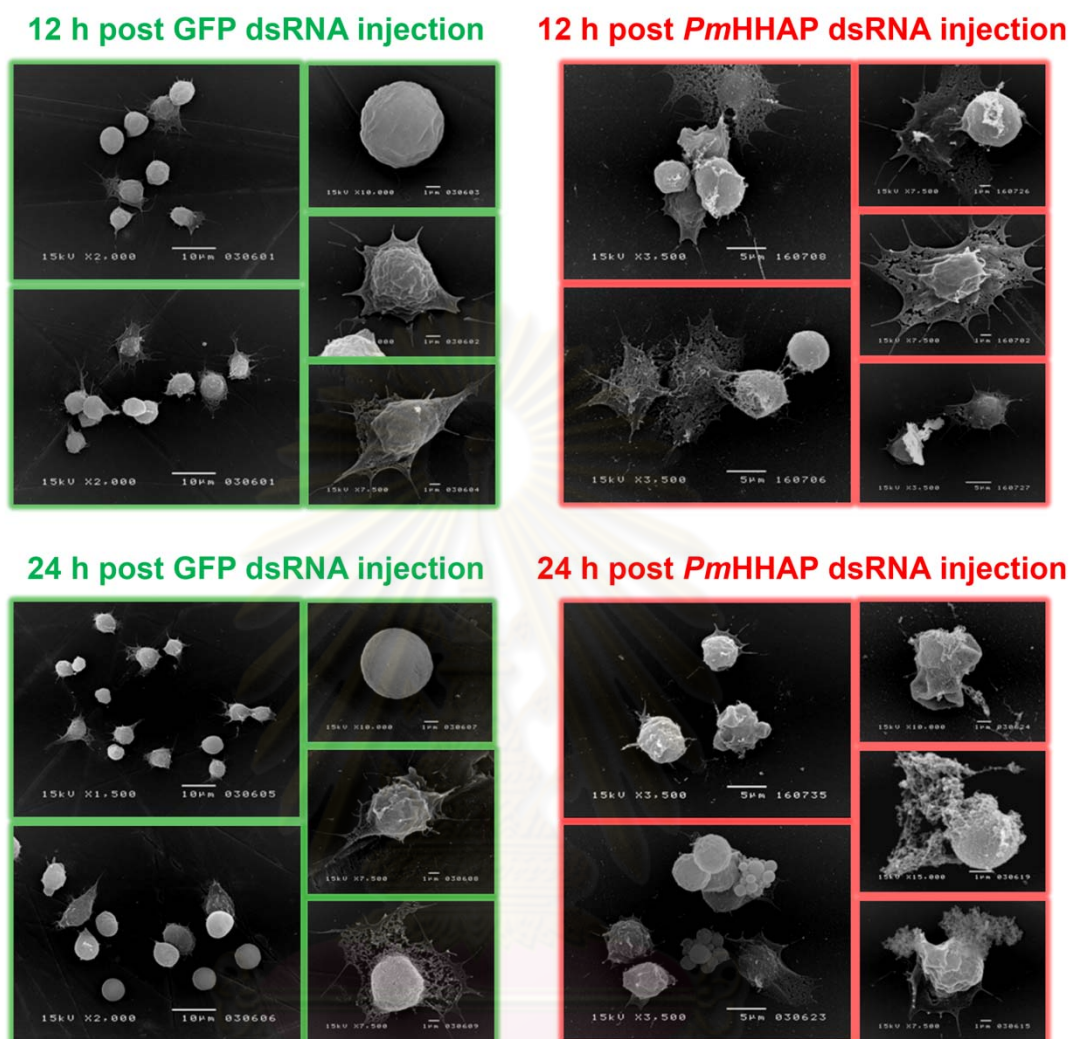 12 h post GFP dsRNA injection
12 h post PmHHAP dsRNA injection
15kV X2,000 10µm 030601
15kV X10,000 1µm 030603
1µm 030602
15kV X2,000 10µm 030601
15kV X7,500 1µm 030604
15kV X3,500 5µm 160708
15kV X7,500 1µm 160726
15kV X7,500 1µm 160702
15kV X3,500 5µm 160706
15kV X3,500 5µm 160727
24 h post GFP dsRNA injection
24 h post PmHHAP dsRNA injection
15kV X1,500 10µm 030605
15kV X10,000 1µm 030607
15kV X7,500 1µm 030608
15kV X2,000 10µm 030606
15kV X7,500 1µm 030609
15kV X3,500 5µm 160735
15kV X10,000 1µm 030624
15kV X15,000 1µm 030619
15kV X3,500 5µm 030623
15kV X7,500 1µm 030615